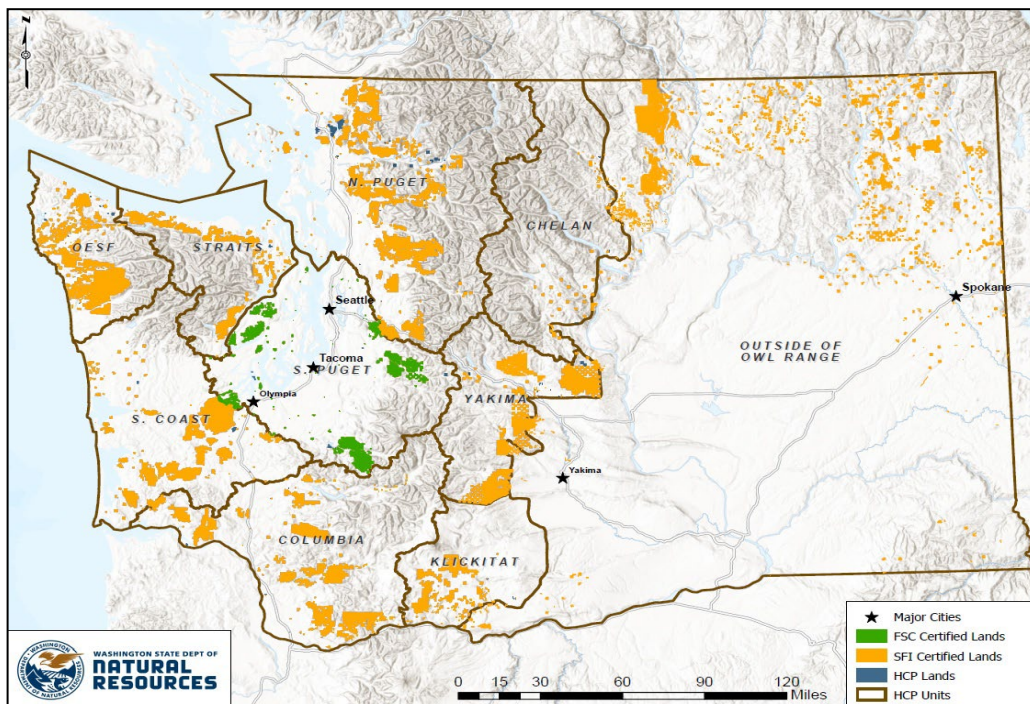 N
N. PUGET
OESF
STRAITS
CHELAN
Seattle
Spokane
OUTSIDE OF
OWL RANGE
Tacoma
S. PUGET
Olympia
YAKIMA
S. COAST
Yakima
COLUMBIA
KLICKITAT
Major Cities
FSC Certified Lands
SFI Certified Lands
HCP Lands
HCP Units
WASHINGTON STATE DEPT OF
NATURAL
RESOURCES
0 15 30 60 90 120
Miles